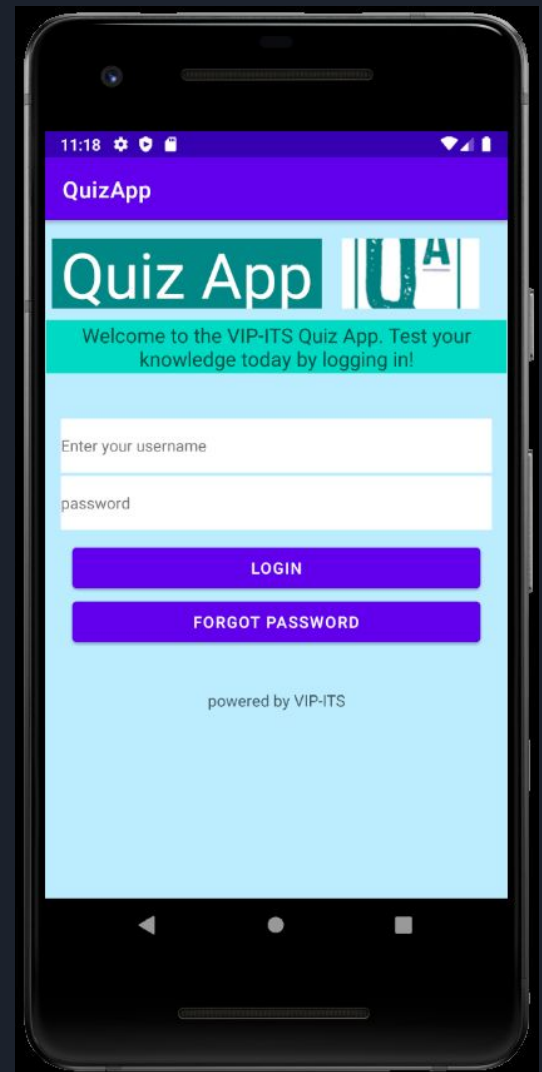 11:18
QuizApp
Quiz App
QA
Welcome to the VIP-ITS Quiz App. Test your
knowledge today by logging in!
Enter your username
password
LOGIN
FORGOT PASSWORD
powered by VIP-ITS